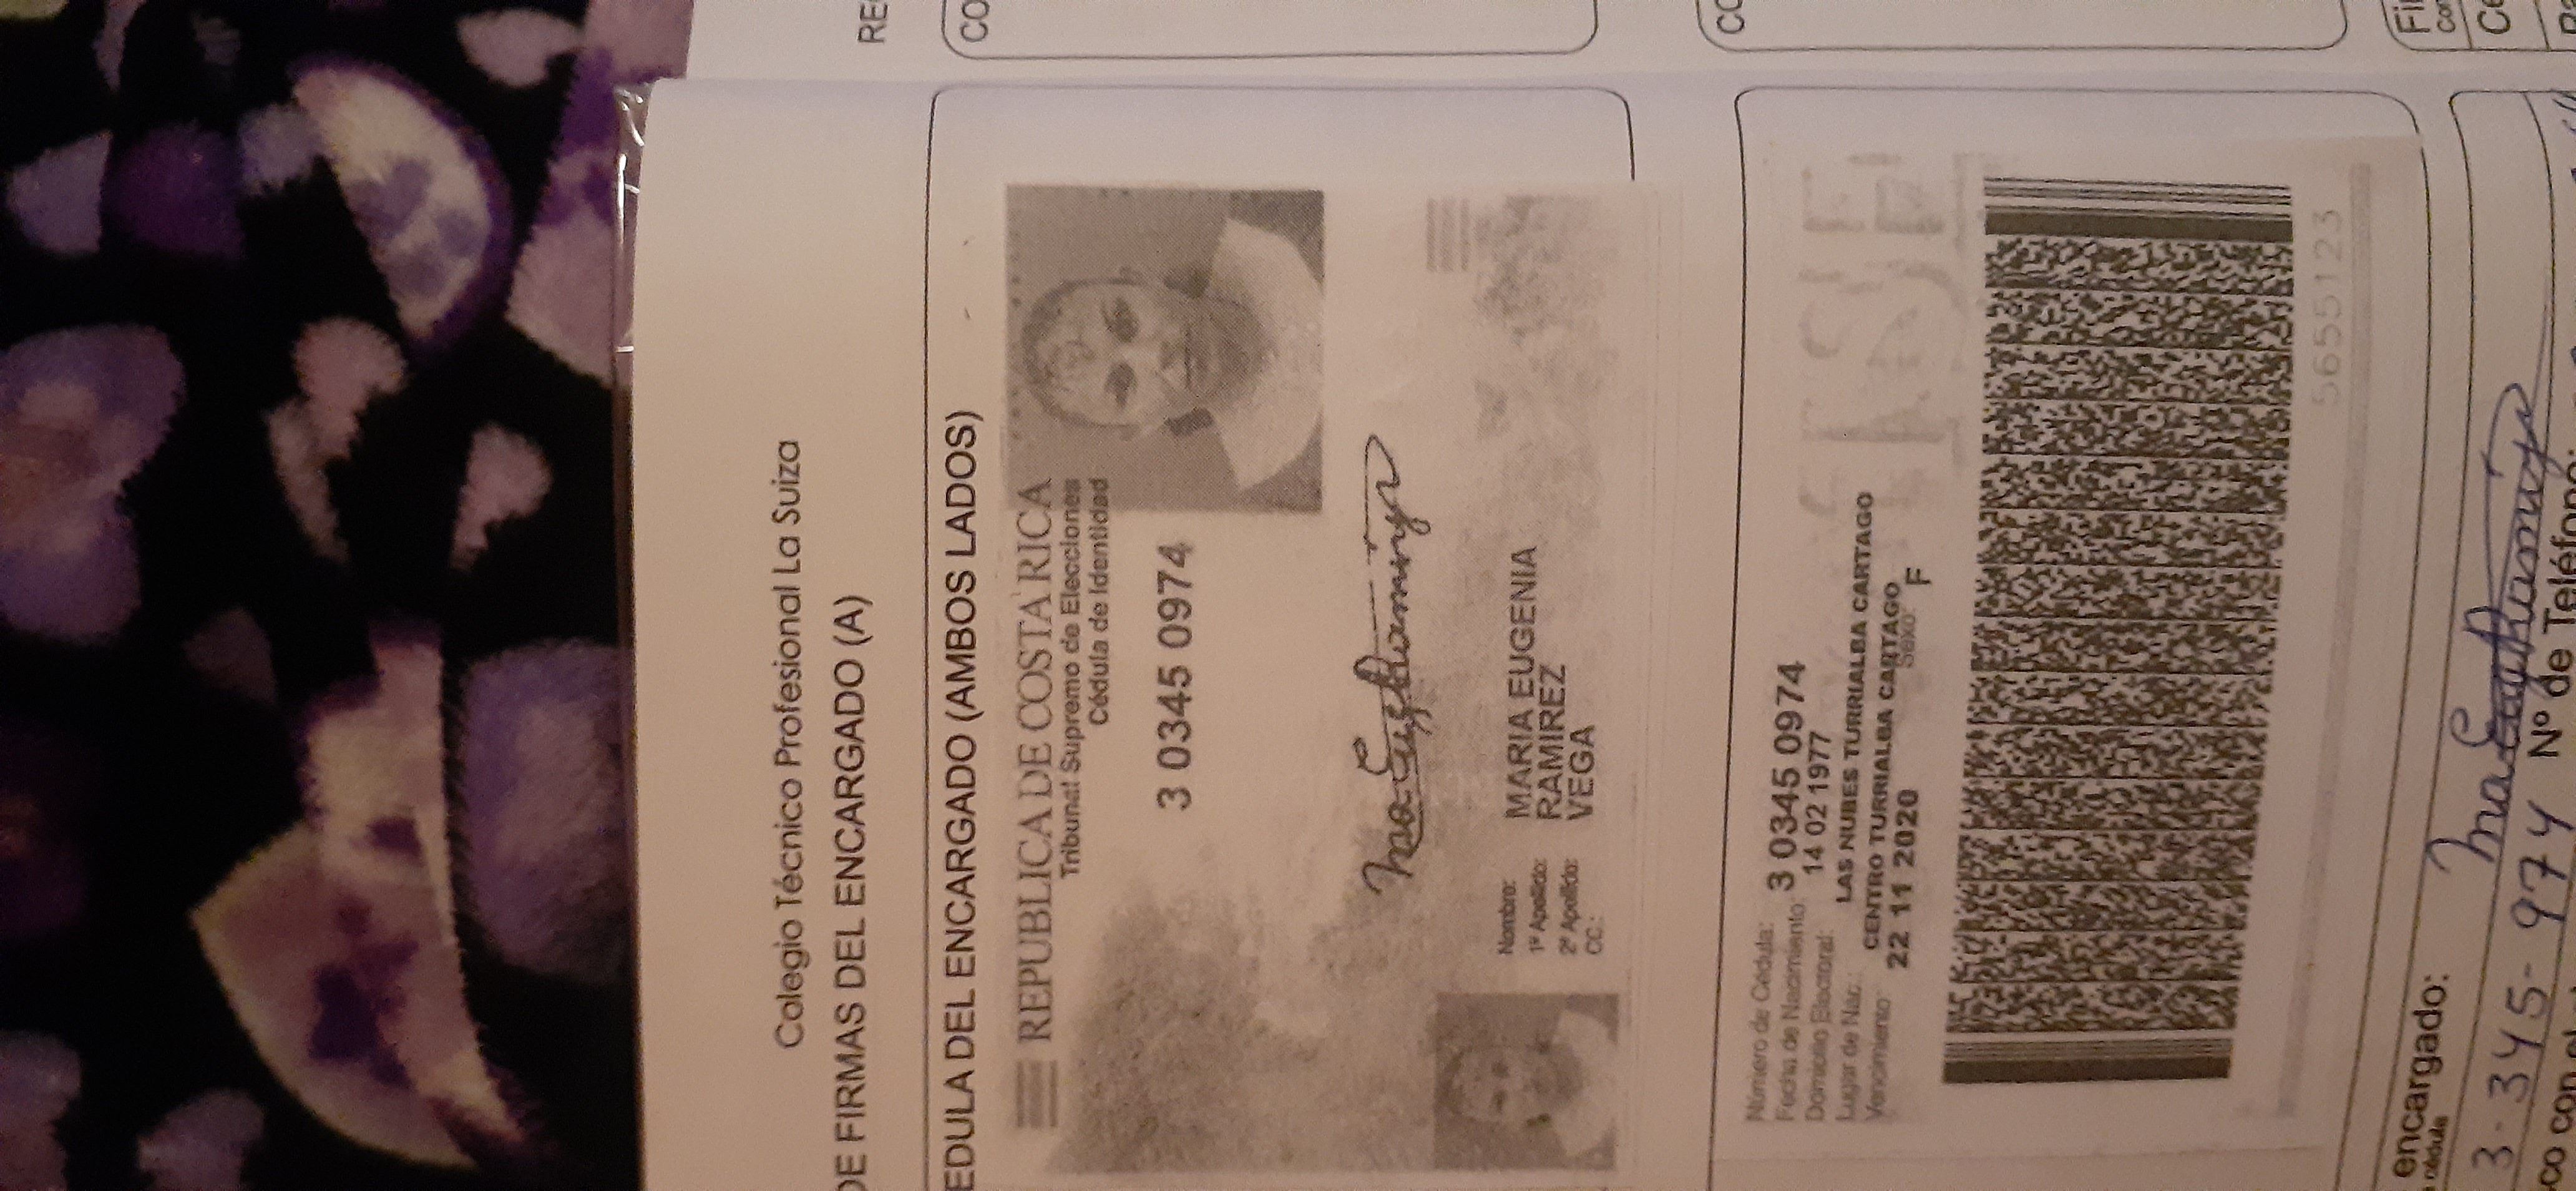 Colegio Técnico Profesional La Suiza
DE FIRMAS DEL ENCARGADO (A)
RE
EDULA DEL ENCARGADO (AMBOS LADOS)
CO
REPUBLICA DE COSTA RICA
Tribunal Supremo de Elecciones
Cédula de Identidad
3 0345 0974
Ma Eug Ramirez
Nombre: MARIA EUGENIA
1º Apellido: RAMIREZ
2º Apellido: VEGA
CC.:
CO
Número de Cédula: 3 0345 0974
Fecha de Nacimiento: 14 02 1977
Domicilio Electoral: LAS NUBES TURRIALBA CARTAGO
Lugar de Nac.: CENTRO TURRIALBA CARTAGO
Vencimiento: 22 11 2020 Sexo: F
TSE
5655123
encargado: Ma Eug Ramirez
cédula
Fi
Con
3-345-974 Nº de Teléfono:
Ce
co con el